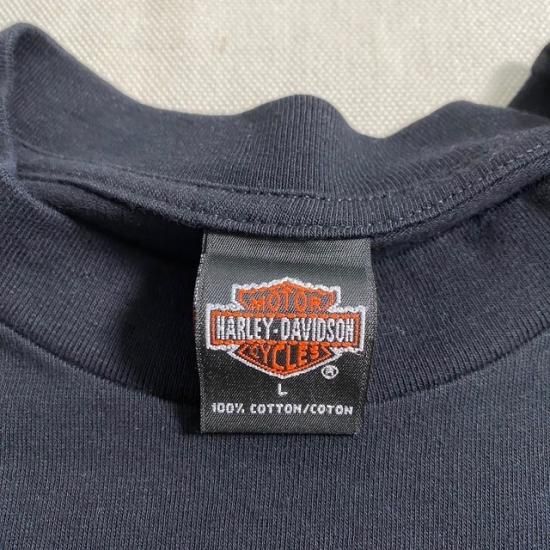 MOTOR
HARLEY-DAVIDSON
CYCLES
®
L
100% COTTON/COTON